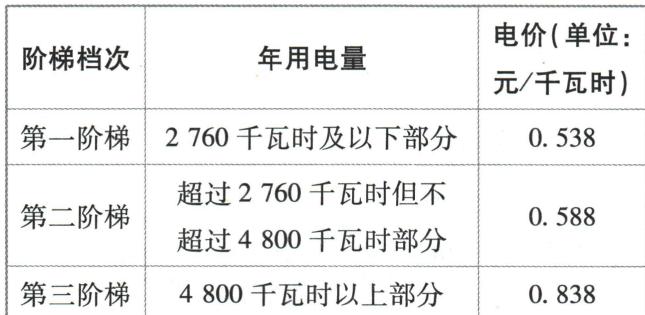 阶梯档次 年用电量 电价(单位:
元/千瓦时)
第一阶梯 2 760 千瓦时及以下部分 0. 538
第二阶梯 超过 2 760 千瓦时但不
超过 4 800 千瓦时部分 0. 588
第三阶梯 4 800 千瓦时以上部分 0. 838